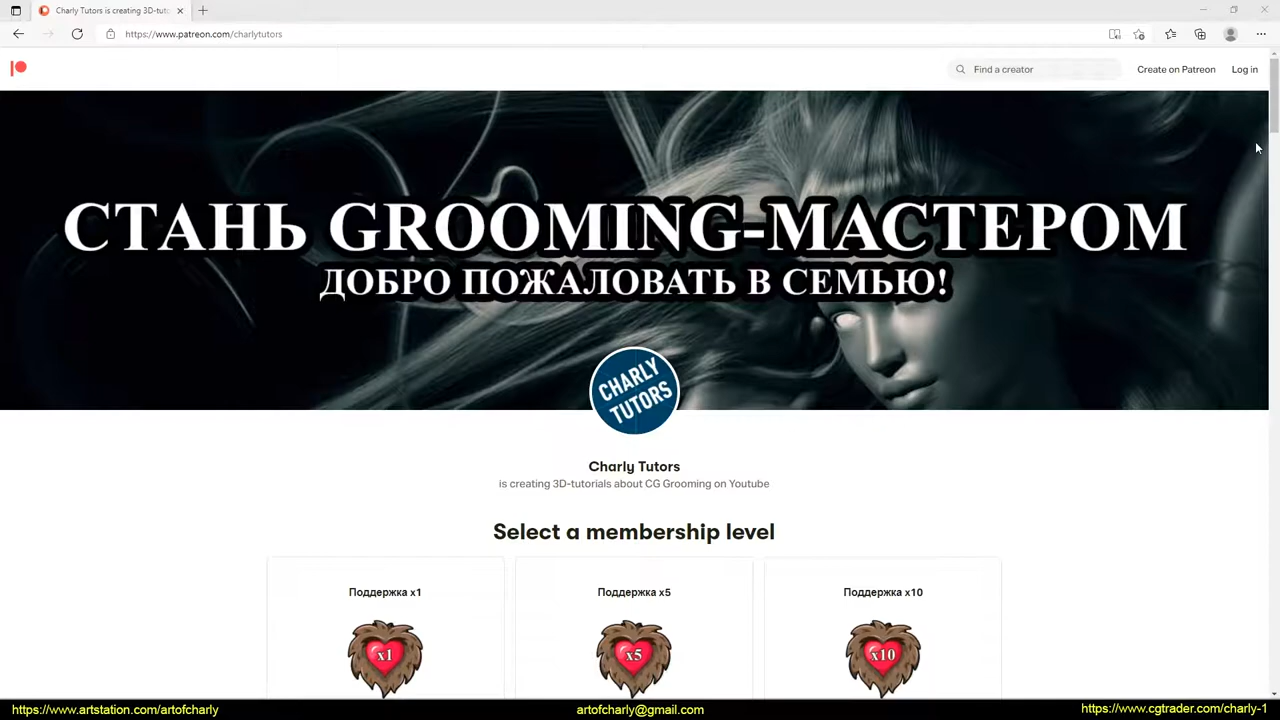 Charly Tutors is creating 3D-tuto
https://www.patreon.com/charlytutors
Find a creator
Create on Patreon
Log in
СТАНЬ GROOMING-МАСТЕРОМ
ДОБРО ПОЖАЛОВАТЬ В СЕМЬЮ!
CHARLY
TUTORS
Charly Tutors
is creating 3D-tutorials about CG Grooming on Youtube
Select a membership level
Поддержка x1
Поддержка x5
Поддержка x10
x1
x5
x10
https://www.artstation.com/artofcharly
artofcharly@gmail.com
https://www.cgtrader.com/charly-1